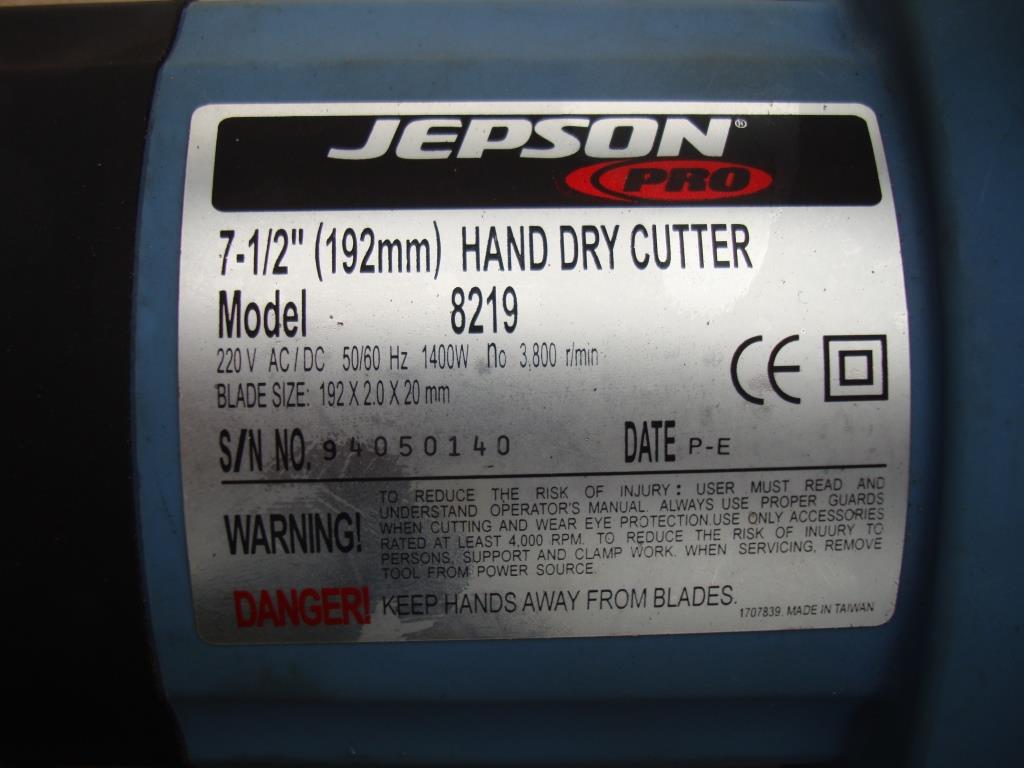 JEPSON®
PRO
7-1/2" (192mm) HAND DRY CUTTER
Model 8219
220 V AC/DC 50/60 Hz 1400W no 3,800 r/min
BLADE SIZE: 192 X 2.0 X 20 mm
CE
S/N NO. 94050140 DATE P-E
WARNING!
TO REDUCE THE RISK OF INJURY: USER MUST READ AND
UNDERSTAND OPERATOR'S MANUAL. ALWAYS USE PROPER GUARDS
WHEN CUTTING AND WEAR EYE PROTECTION.USE ONLY ACCESSORIES
RATED AT LEAST 4,000 RPM. TO REDUCE THE RISK OF INUURY TO
PERSONS, SUPPORT AND CLAMP WORK. WHEN SERVICING, REMOVE
TOOL FROM POWER SOURCE.
DANGER! KEEP HANDS AWAY FROM BLADES.
1707839. MADE IN TAIWAN